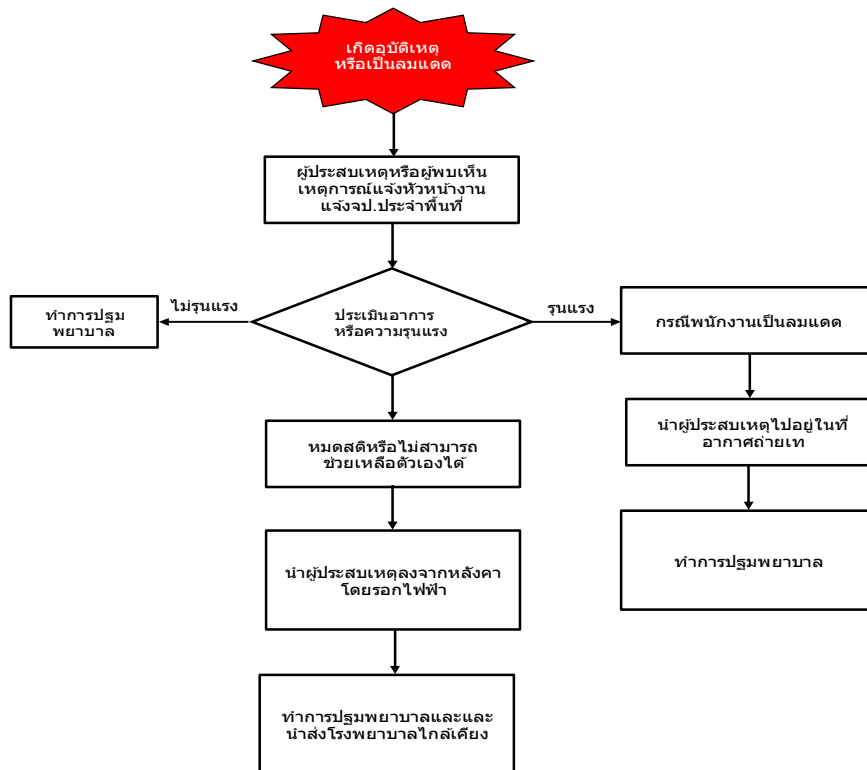 เกิดอุบัติเหตุ
หรือเป็นลมแดด
ผู้ประสบเหตุหรือผู้พบเห็น
เหตุการณ์แจ้งหัวหน้างาน
แจ้งจป.ประจำพื้นที่
ไม่รุนแรง
ทำการปฐม
พยาบาล
ประเมินอาการ
หรือความรุนแรง
รุนแรง
กรณีพนักงานเป็นลมแดด
นำผู้ประสบเหตุไปอยู่ในที่
อากาศถ่ายเท
ทำการปฐมพยาบาล
หมดสติหรือไม่สามารถ
ช่วยเหลือตัวเองได้
นำผู้ประสบเหตุลงจากหลังคา
โดยรอกไฟฟ้า
ทำการปฐมพยาบาลและและ
นำส่งโรงพยาบาลไกล้เคียง